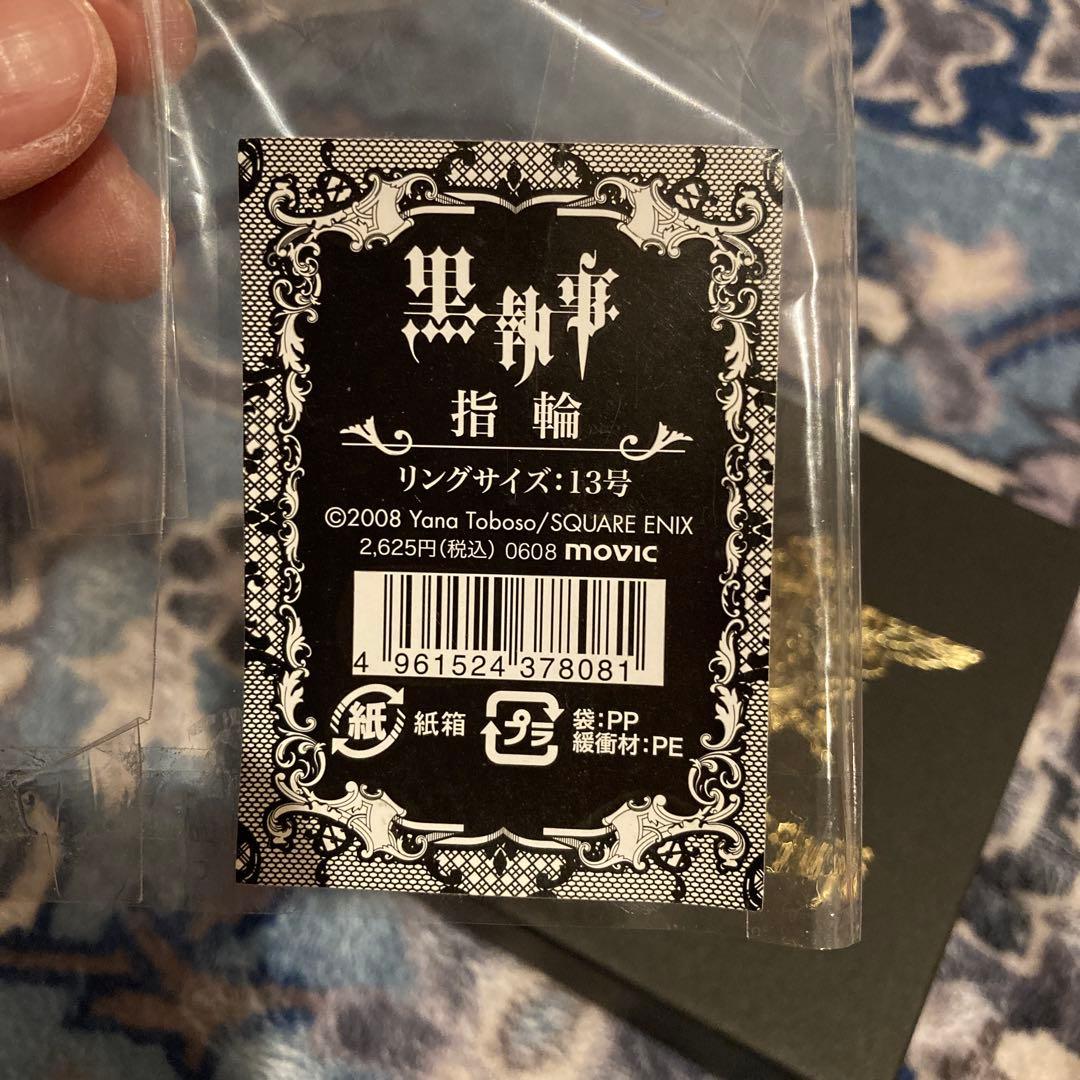 黒執事
指輪
リングサイズ：13号
©2008 Yana Toboso/SQUARE ENIX
2,625円(税込) 0608 movic
4 961524 378081
紙 紙箱 プラ 袋：PP
緩衝材：PE